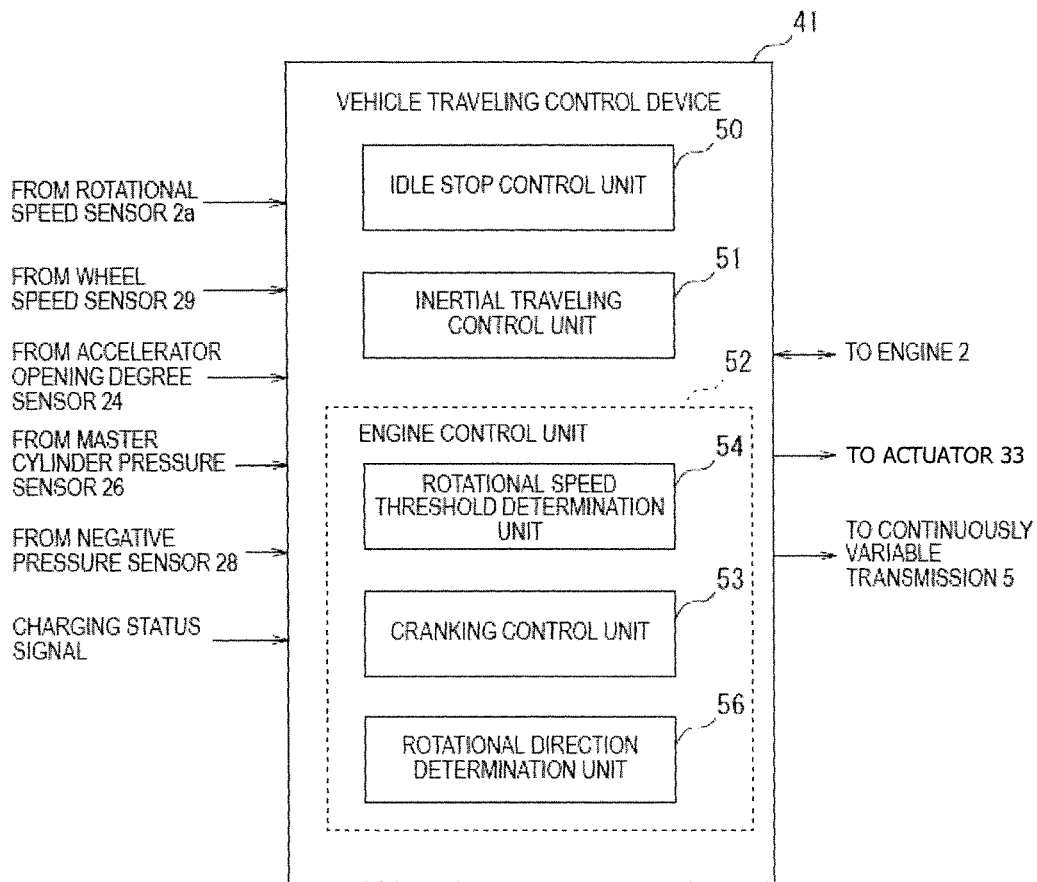 41
VEHICLE TRAVELING CONTROL DEVICE
50
IDLE STOP CONTROL UNIT
51
INERTIAL TRAVELING
CONTROL UNIT
52
ENGINE CONTROL UNIT
54
ROTATIONAL SPEED
THRESHOLD DETERMINATION
UNIT
53
CRANKING CONTROL UNIT
56
ROTATIONAL DIRECTION
DETERMINATION UNIT
FROM ROTATIONAL
SPEED SENSOR 2a
FROM WHEEL
SPEED SENSOR 29
FROM ACCELERATOR
OPENING DEGREE
SENSOR 24
FROM MASTER
CYLINDER PRESSURE
SENSOR 26
FROM NEGATIVE
PRESSURE SENSOR 28
CHARGING STATUS
SIGNAL
TO ENGINE 2
TO ACTUATOR 33
TO CONTINUOUSLY
VARIABLE
TRANSMISSION 5